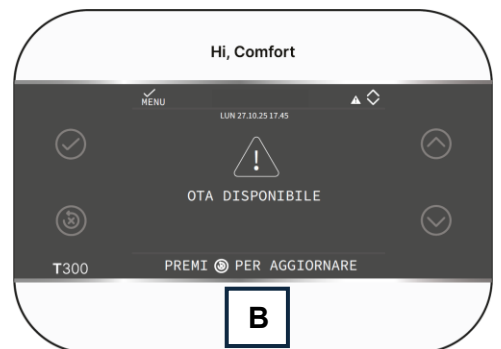 Hi, Comfort
MENU
LUN 27.10.25 17.45
OTA DISPONIBILE
T300
PREMI PER AGGIORNARE
B